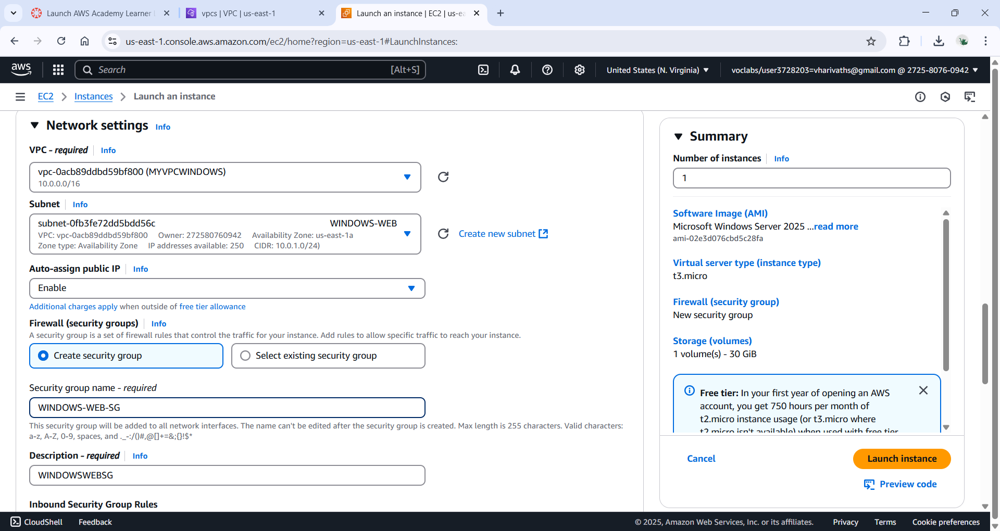 Launch AWS Academy Learner L
vpcs | VPC | us-east-1
Launch an instance | EC2 | us-ea
us-east-1.console.aws.amazon.com/ec2/home?region=us-east-1#LaunchInstances:
aws
Search
[Alt+S]
United States (N. Virginia)
voclabs/user3728203=vharivaths@gmail.com @ 2725-8076-0942
EC2
Instances
Launch an instance
Network settings
Info
VPC - required
Info
vpc-0acb89ddbd59bf800 (MYVPCWINDOWS)
10.0.0.0/16
Subnet
Info
subnet-0fb3fe72dd5bdd56c WINDOWS-WEB
VPC: vpc-0acb89ddbd59bf800 Owner: 272580760942 Availability Zone: us-east-1a
Zone type: Availability Zone IP addresses available: 250 CIDR: 10.0.1.0/24)
Create new subnet
Auto-assign public IP
Info
Enable
Additional charges apply when outside of free tier allowance
Firewall (security groups)
Info
A security group is a set of firewall rules that control the traffic for your instance. Add rules to allow specific traffic to reach your instance.
Create security group
Select existing security group
Security group name - required
WINDOWS-WEB-SG
This security group will be added to all network interfaces. The name can't be edited after the security group is created. Max length is 255 characters. Valid characters:
a-z, A-Z, 0-9, spaces, and ._-:/()#,@[]+=&;{}!$*
Description - required
Info
WINDOWSWEBSG
Inbound Security Group Rules
Summary
Number of instances
Info
1
Software Image (AMI)
Microsoft Windows Server 2025 ...read more
ami-02e3d076cbd5c28fa
Virtual server type (instance type)
t3.micro
Firewall (security group)
New security group
Storage (volumes)
1 volume(s) - 30 GiB
Free tier: In your first year of opening an AWS
account, you get 750 hours per month of
t2.micro instance usage (or t3.micro where
t2.micro isn't available) when used with free tier
Cancel
Launch instance
Preview code
CloudShell
Feedback
© 2025, Amazon Web Services, Inc. or its affiliates.
Privacy
Terms
Cookie preferences